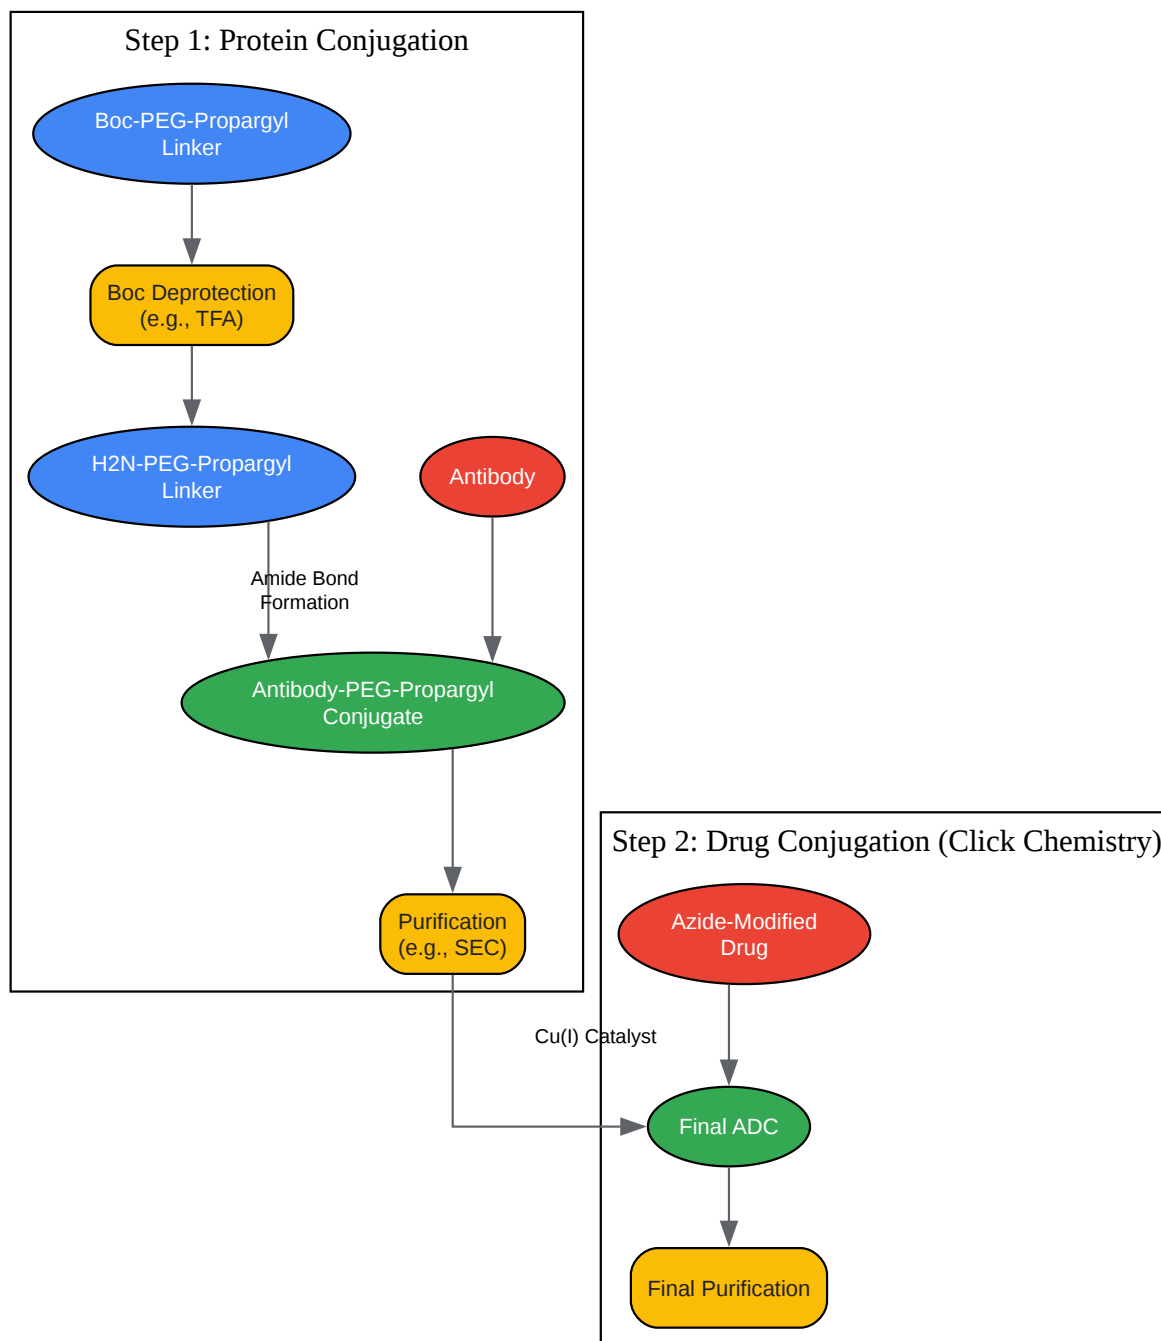 Step 1: Protein Conjugation
Boc-PEG-Propargyl
Linker
Boc Deprotection
(e.g., TFA)
H2N-PEG-Propargyl
Linker
Antibody
Amide Bond
Formation
Antibody-PEG-Propargyl
Conjugate
Purification
(e.g., SEC)
Step 2: Drug Conjugation (Click Chemistry)
Azide-Modified
Drug
Cu(I) Catalyst
Final ADC
Final Purification